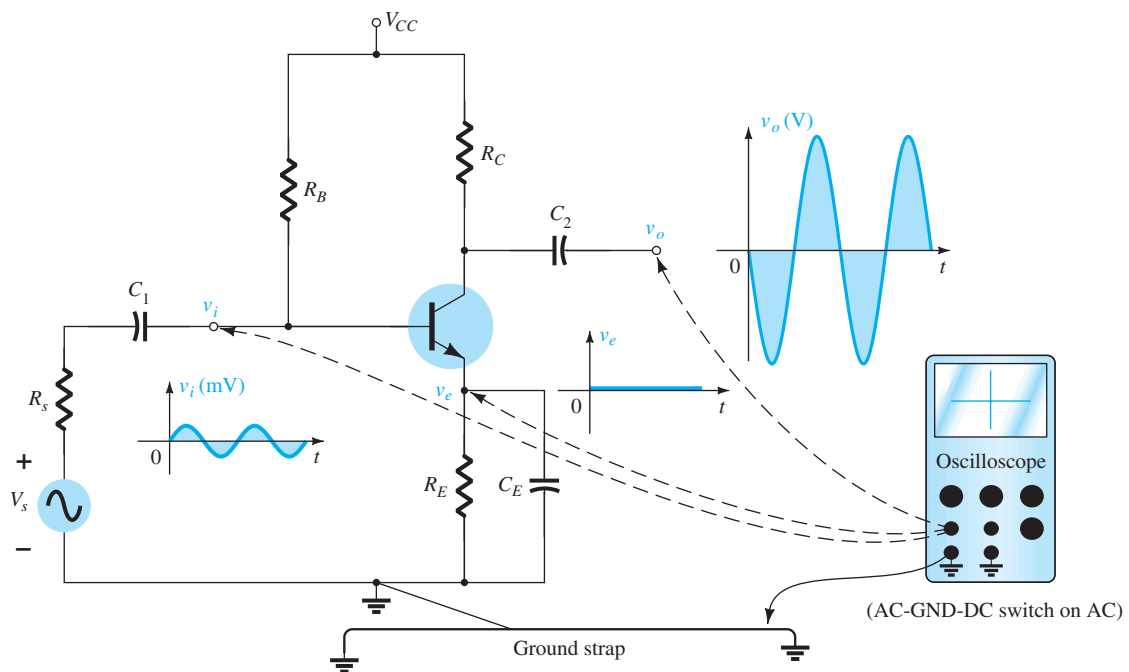 V_CC
v_o (V)
R_C
R_B
C_2
v_o
0
t
C_1
v_i
v_e
R_s
v_i (mV)
v_e
0
t
0
t
Oscilloscope
+
V_s
–
R_E
C_E
(AC-GND-DC switch on AC)
Ground strap